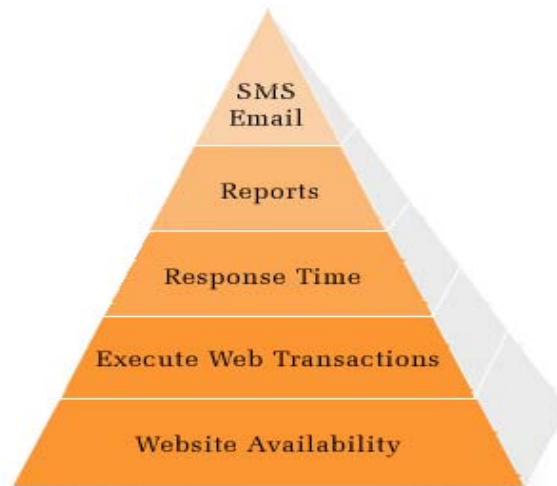 SMS
Email
Reports
Response Time
Execute Web Transactions
Website Availability